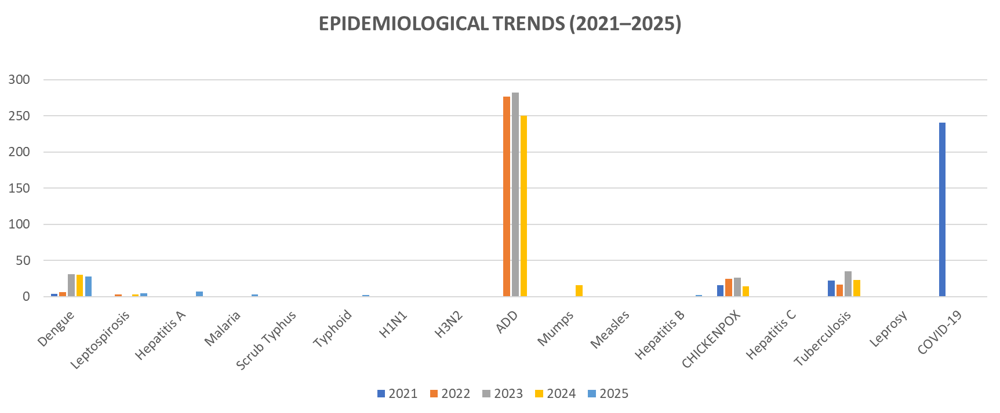 EPIDEMIOLOGICAL TRENDS (2021–2025)
300
250
200
150
100
50
0
Dengue
Leptospirosis
Hepatitis A
Malaria
Scrub Typhus
Typhoid
H1N1
H3N2
ADD
Mumps
Measles
Hepatitis B
CHICKENPOX
Hepatitis C
Tuberculosis
Leprosy
COVID-19
2021 2022 2023 2024 2025